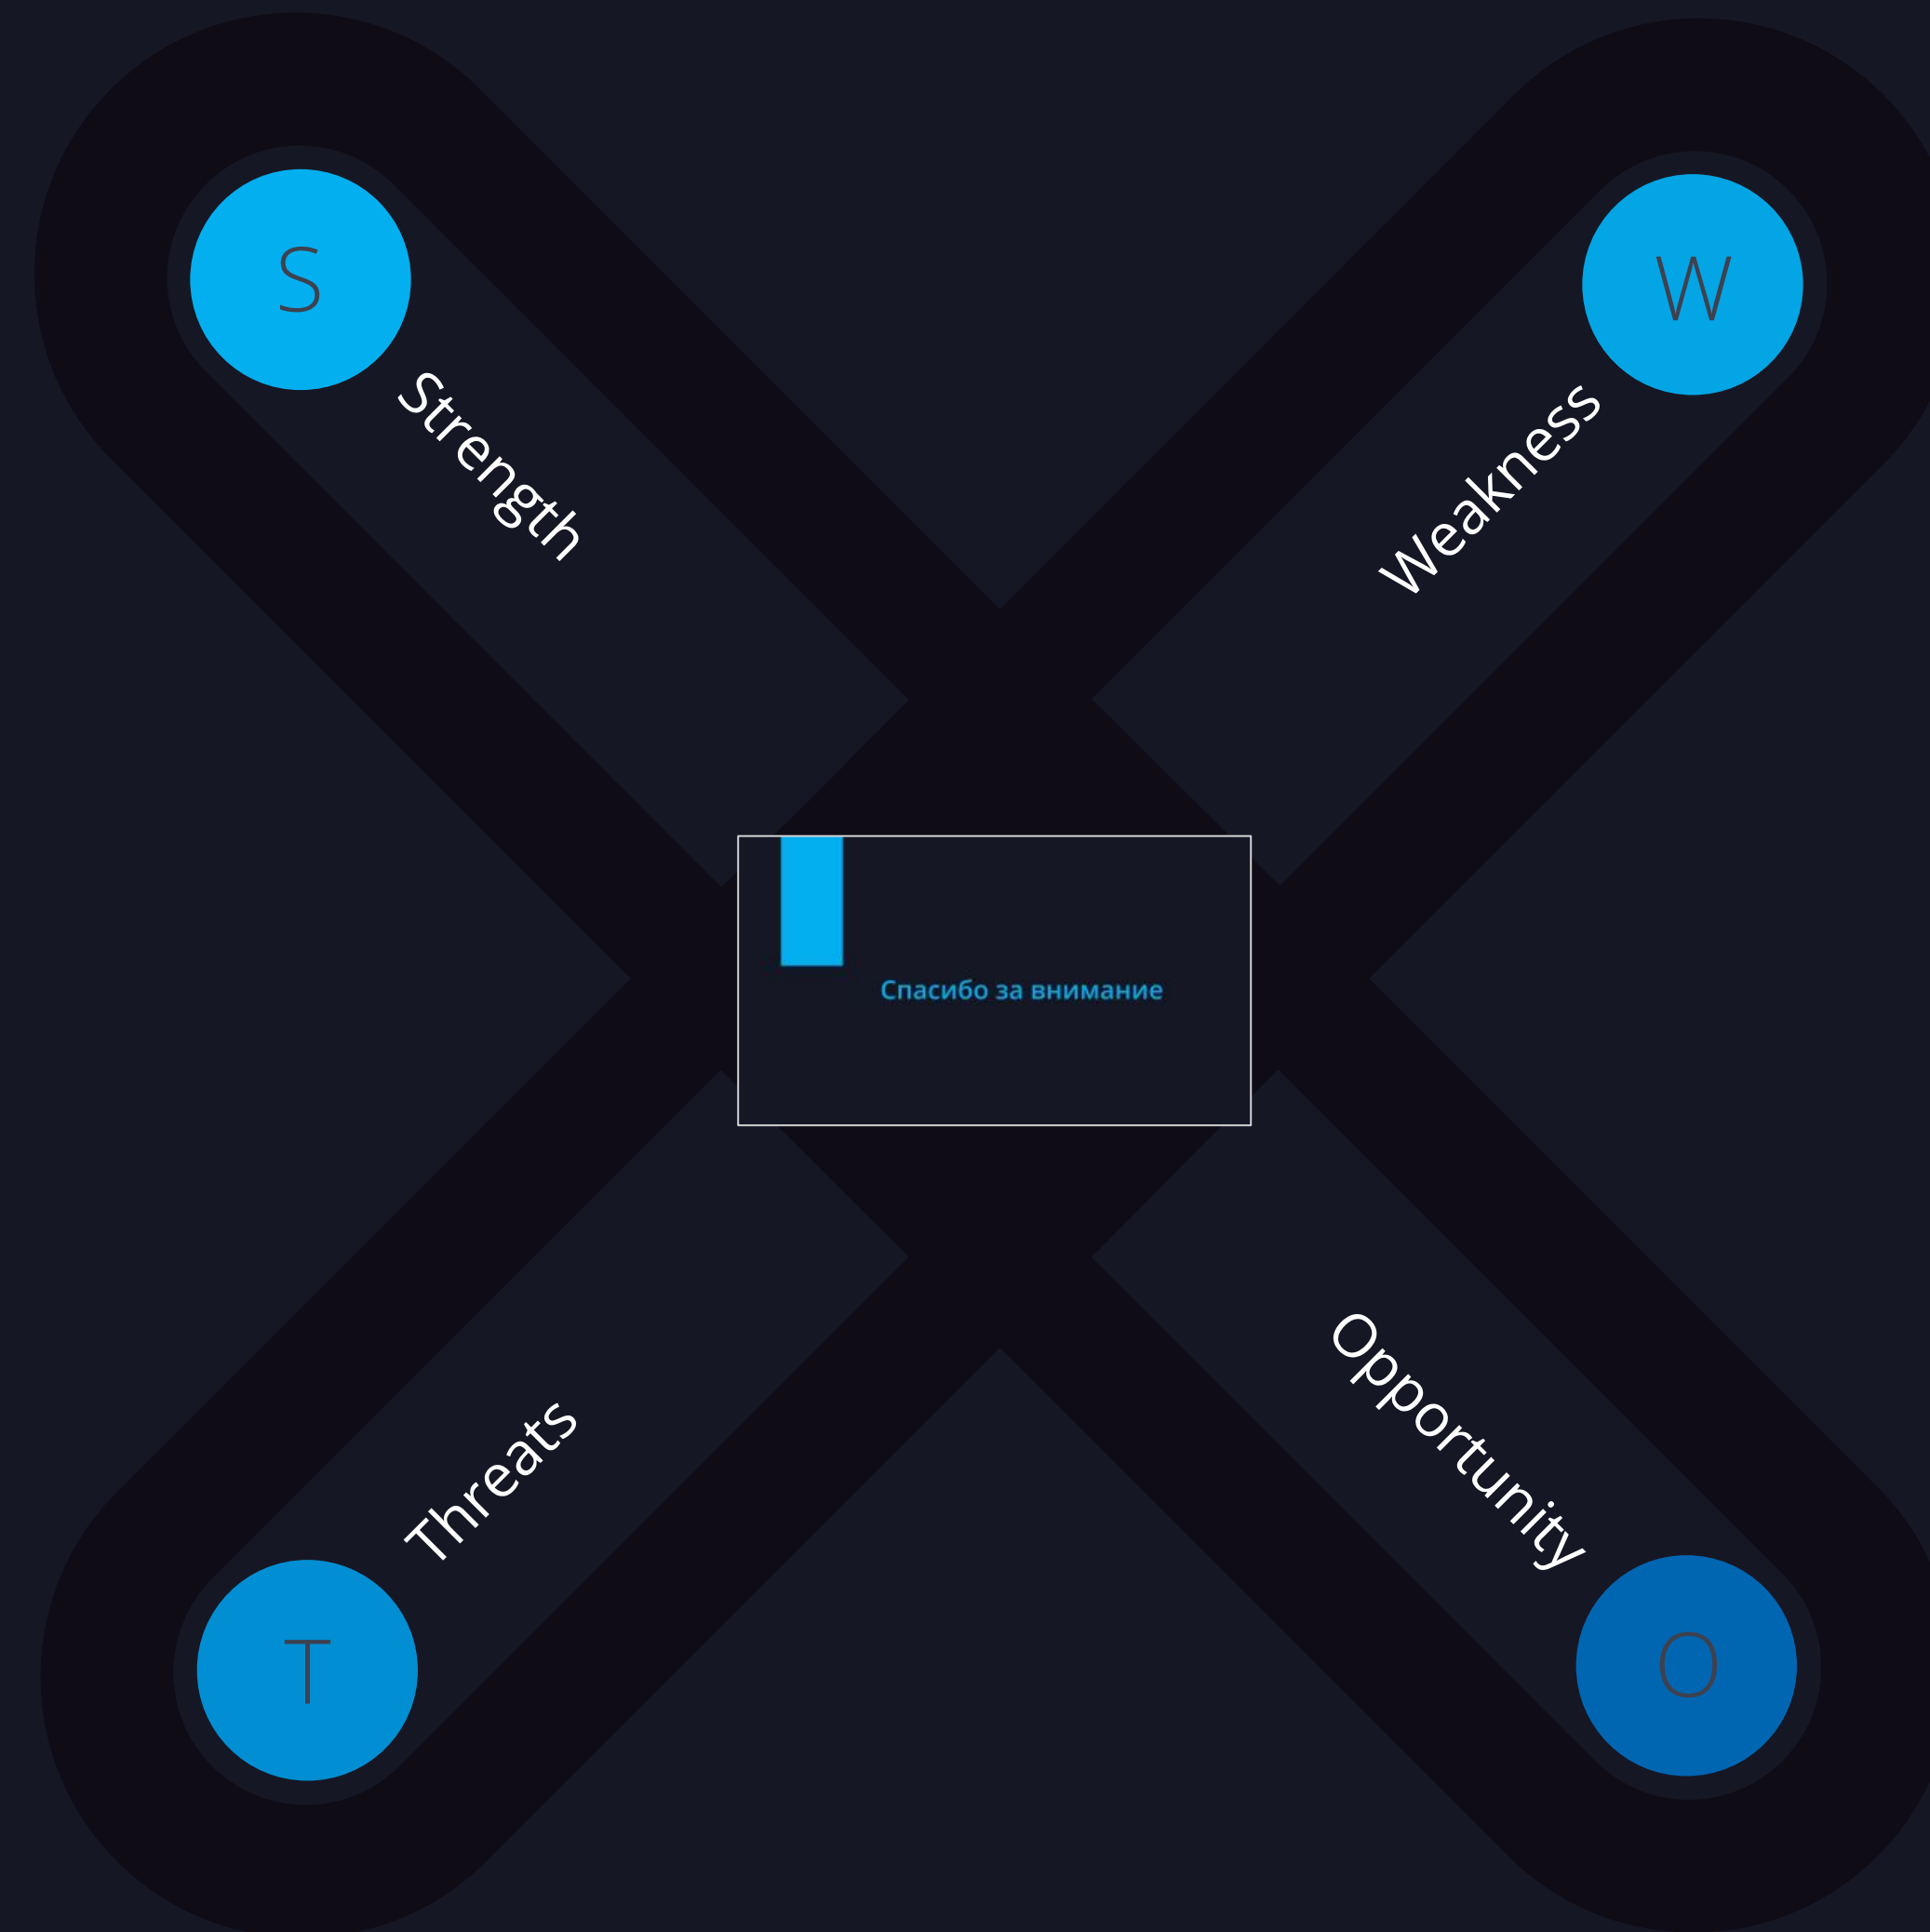 S
Strength
W
Weakness
Спасибо за внимание
Threats
T
Opportunity
O